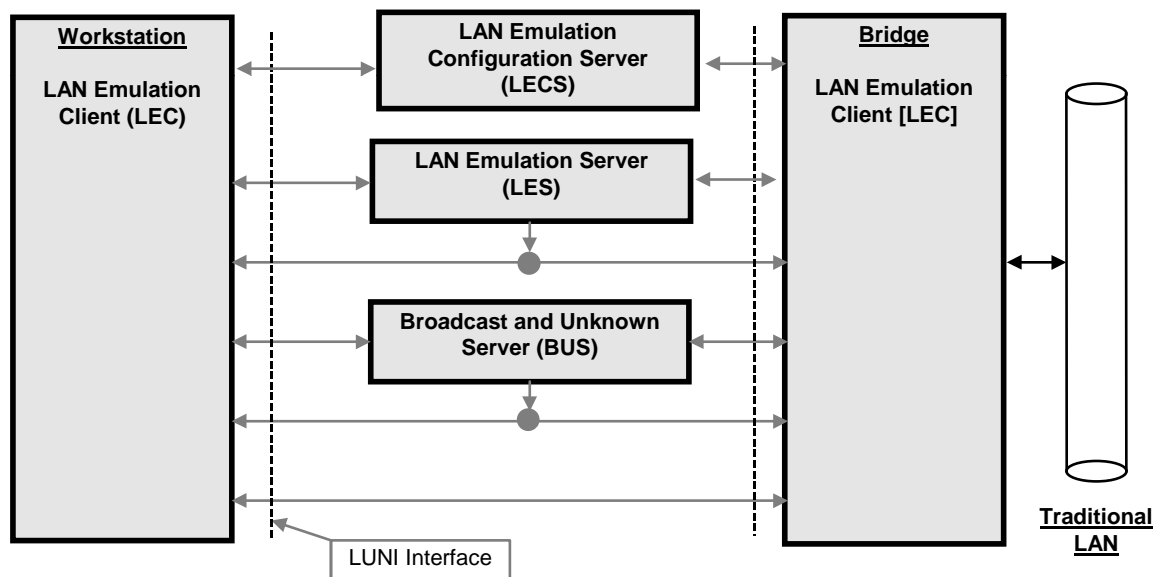 Workstation
LAN Emulation
Client (LEC)
LAN Emulation
Configuration Server
(LECS)
LAN Emulation Server
(LES)
Broadcast and Unknown
Server (BUS)
Bridge
LAN Emulation
Client [LEC]
Traditional
LAN
LUNI Interface